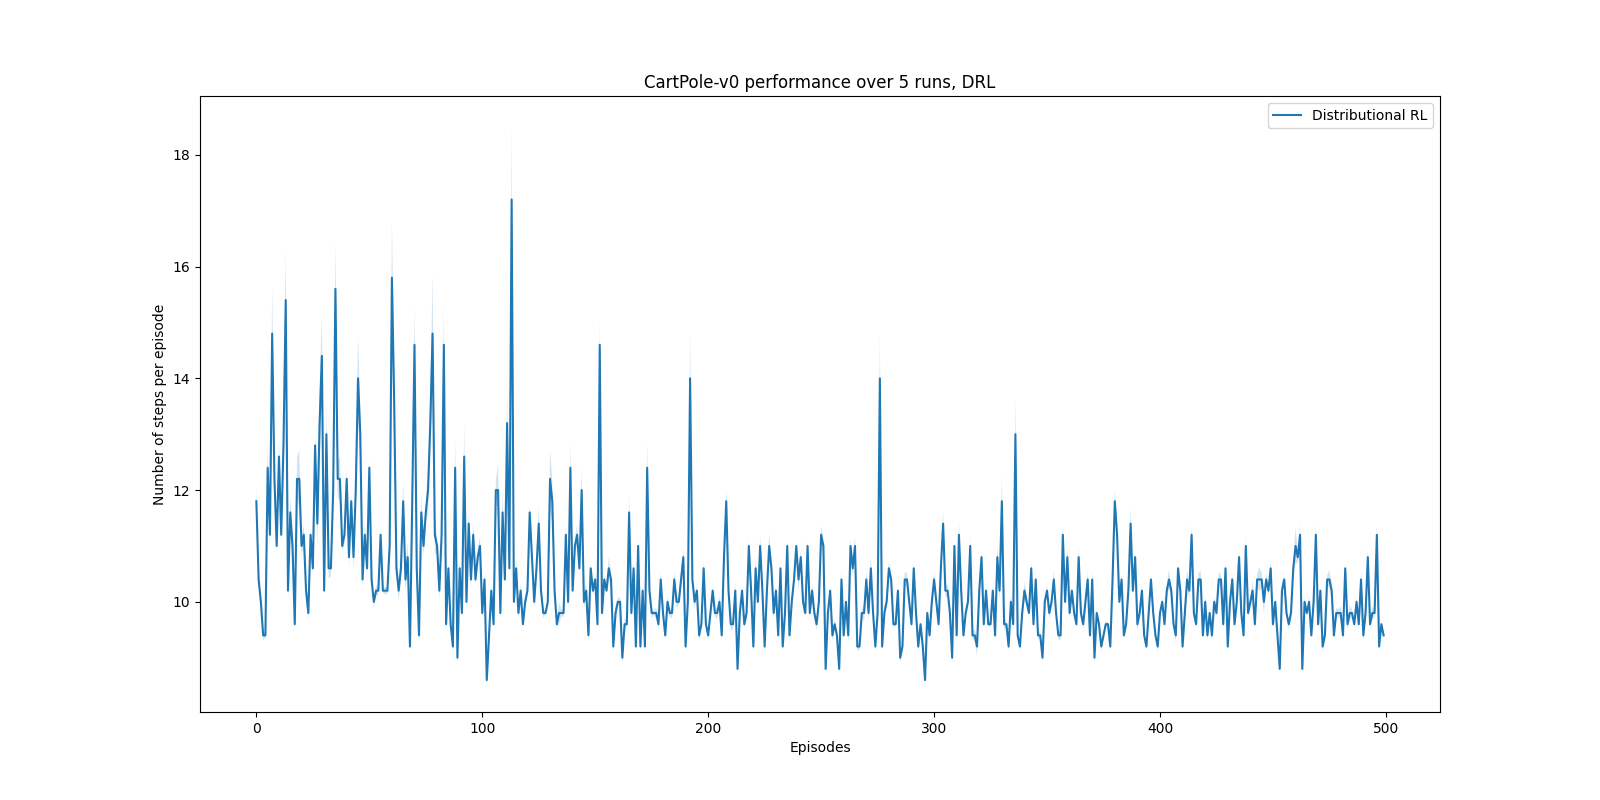 CartPole-v0 performance over 5 runs, DRL
Distributional RL
Number of steps per episode
18
16
14
12
10
0 100 200 300 400 500
Episodes